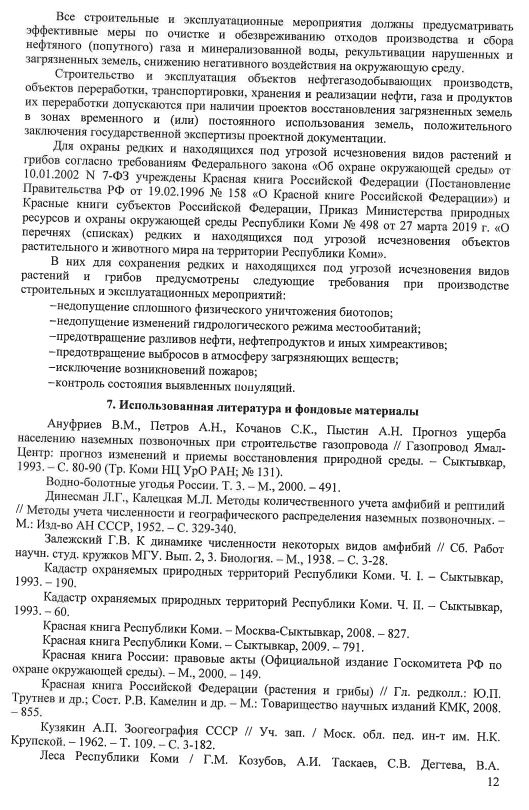 Все строительные и эксплуатационные мероприятия должны предусматривать
эффективные меры по очистке и обезвреживанию отходов производства и сбора
нефтяного (попутного) газа и минерализованной воды, рекультивации нарушенных и
загрязненных земель, снижению негативного воздействия на окружающую среду.
Строительство и эксплуатация объектов нефтегазодобывающих производств,
объектов переработки, транспортировки, хранения и реализации нефти, газа и продуктов
их переработки допускаются при наличии проектов восстановления загрязненных земель
в зонах временного и (или) постоянного использования земель, положительного
заключения государственной экспертизы проектной документации.
Для охраны редких и находящихся под угрозой исчезновения видов растений и
грибов согласно требованиям Федерального закона «Об охране окружающей среды» от
10.01.2002 N 7-ФЗ учреждены Красная книга Российской Федерации (Постановление
Правительства РФ от 19.02.1996 № 158 «О Красной книге Российской Федерации») и
Красные книги субъектов Российской Федерации, Приказ Министерства природных
ресурсов и охраны окружающей среды Республики Коми № 498 от 27 марта 2019 г. «О
перечнях (списках) редких и находящихся под угрозой исчезновения объектов
растительного и животного мира на территории Республики Коми».
В них для сохранения редких и находящихся под угрозой исчезновения видов
растений и грибов предусмотрены следующие требования при производстве
строительных и эксплуатационных мероприятий:
–недопущение сплошного физического уничтожения биотопов;
–недопущение изменений гидрологического режима местообитаний;
–предотвращение разливов нефти, нефтепродуктов и иных химреактивов;
–предотвращение выбросов в атмосферу загрязняющих веществ;
–исключение возникновений пожаров;
–контроль состояния выявленных популяций.
7. Использованная литература и фондовые материалы
Ануфриев В.М., Петров А.Н., Кочанов С.К., Пыстин А.Н. Прогноз ущерба
населению наземных позвоночных при строительстве газопровода // Газопровод Ямал-
Центр: прогноз изменений и приемы восстановления природной среды. – Сыктывкар,
1993. – С. 80-90 (Тр. Коми НЦ УрО РАН; № 131).
Водно-болотные угодья России. Т. 3. – М., 2000. – 491.
Динесман Л.Г., Калецкая М.Л. Методы количественного учета амфибий и рептилий
// Методы учета численности и географического распределения наземных позвоночных. –
М.: Изд-во АН СССР, 1952. – С. 329-340.
Залежский Г.В. К динамике численности некоторых видов амфибий // Сб. Работ
научн. студ. кружков МГУ. Вып. 2, 3. Биология. – М., 1938. – С. 3-28.
Кадастр охраняемых природных территорий Республики Коми. Ч. I. – Сыктывкар,
1993. – 190.
Кадастр охраняемых природных территорий Республики Коми. Ч. II. – Сыктывкар,
1993. – 60.
Красная книга Республики Коми. – Москва-Сыктывкар, 2008. – 827.
Красная книга Республики Коми. – Сыктывкар, 2009. – 791.
Красная книга России: правовые акты (Официальной издание Госкомитета РФ по
охране окружающей среды). – М., 2000. – 149.
Красная книга Российской Федерации (растения и грибы) // Гл. редколл.: Ю.П.
Трутнев и др.; Сост. Р.В. Камелин и др. – М.: Товарищество научных изданий КМК, 2008.
– 855.
Кузякин А.П. Зоогеография СССР // Уч. зап. / Моск. обл. пед. ин-т им. Н.К.
Крупской. – 1962. – Т. 109. – С. 3-182.
Леса Республики Коми / Г.М. Козубов, А.И. Таскаев, С.В. Дегтева, В.А.
12